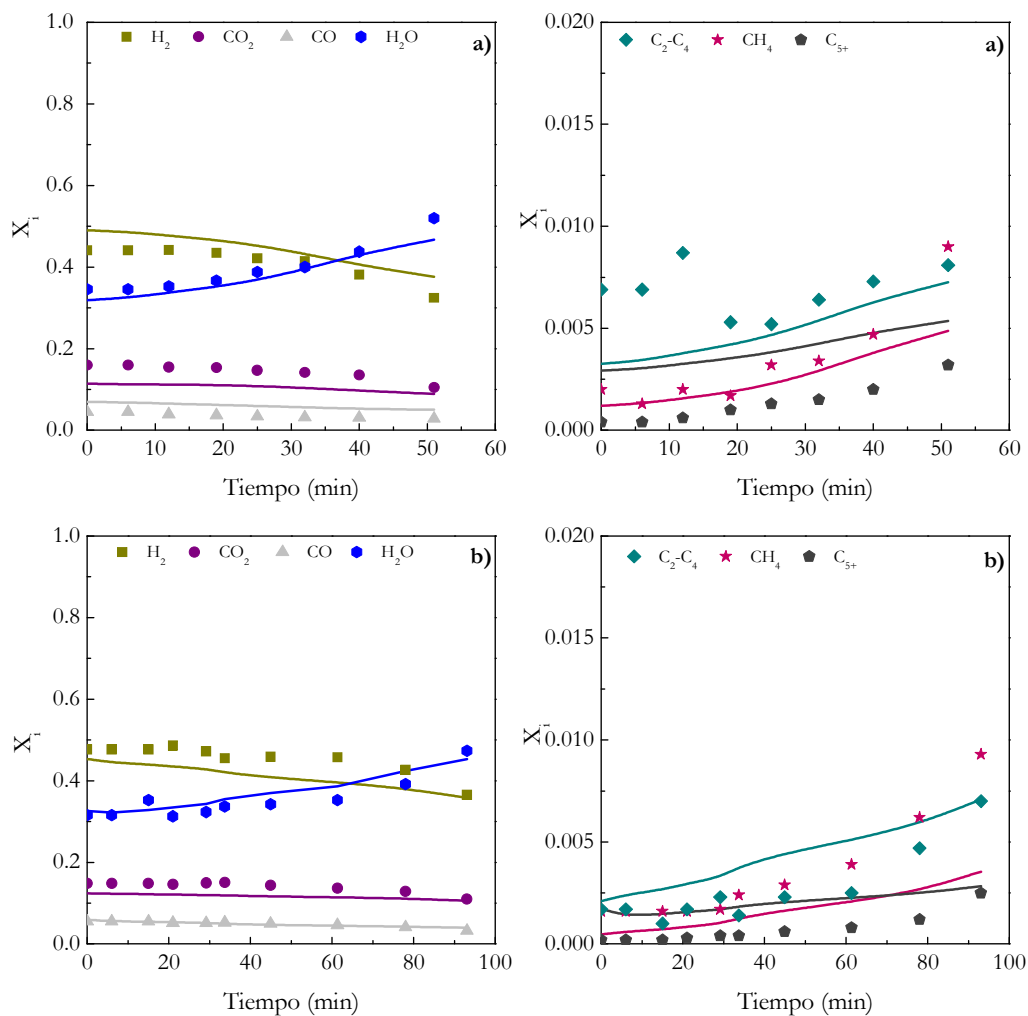 H₂ CO₂ CO H₂O a)
1.0
0.8
0.6
0.4
0.2
0.0
Xᵢ
0 10 20 30 40 50 60
Tiempo (min)
C₂-C₄ CH₄ C₅₊ a)
0.020
0.015
0.010
0.005
0.000
Xᵢ
0 10 20 30 40 50 60
Tiempo (min)
H₂ CO₂ CO H₂O b)
1.0
0.8
0.6
0.4
0.2
0.0
Xᵢ
0 20 40 60 80 100
Tiempo (min)
C₂-C₄ CH₄ C₅₊ b)
0.020
0.015
0.010
0.005
0.000
Xᵢ
0 20 40 60 80 100
Tiempo (min)